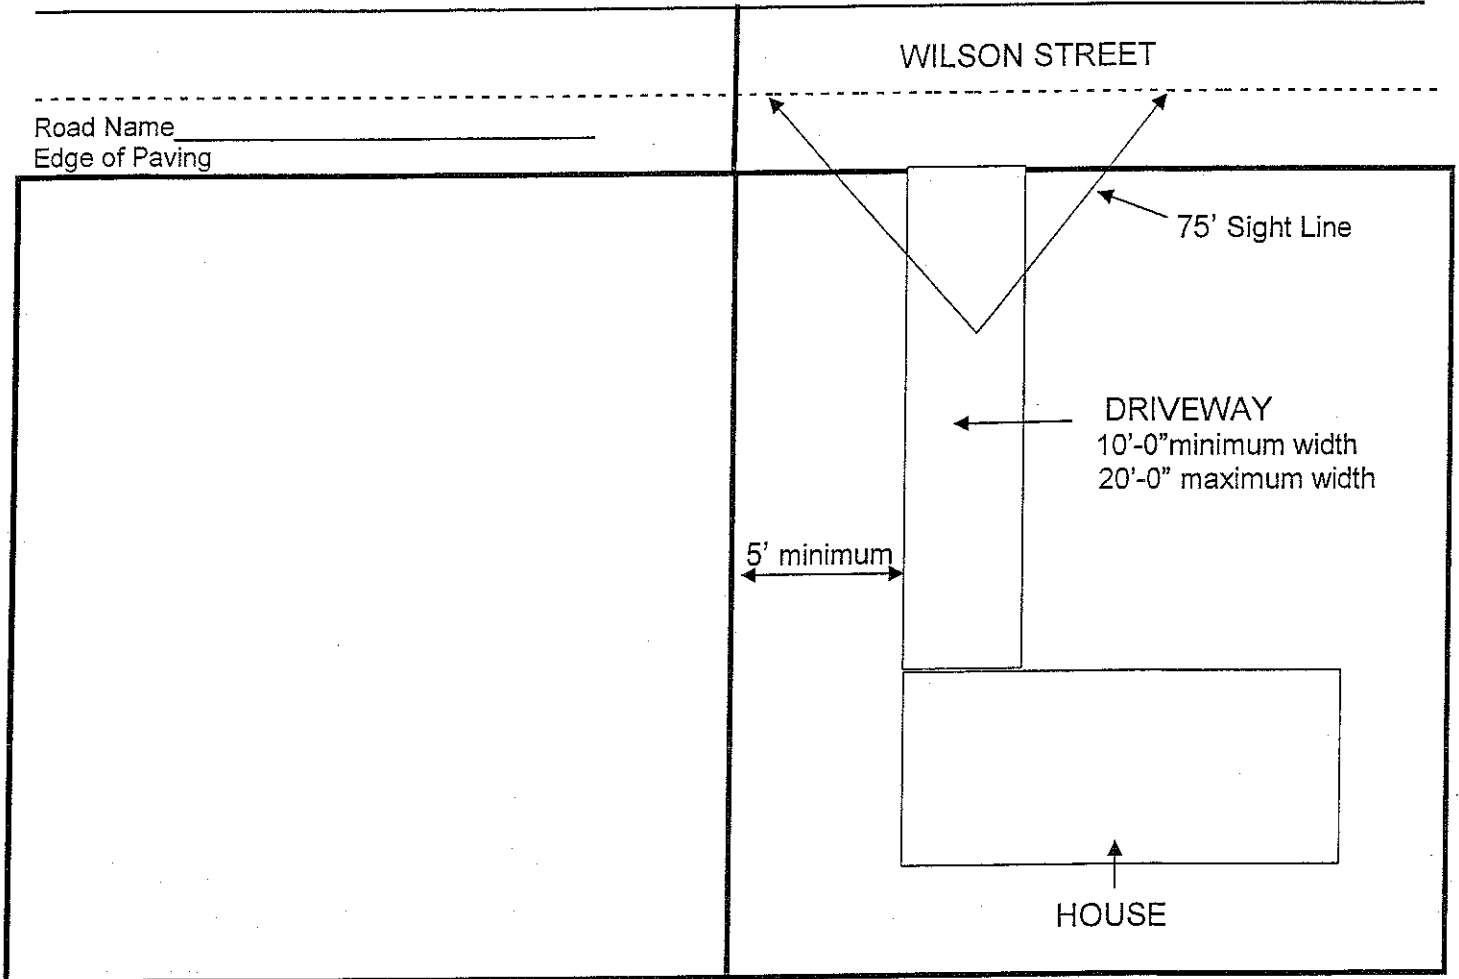 WILSON STREET
Road Name
Edge of Paving
75' Sight Line
DRIVEWAY
10'-0"minimum width
20'-0" maximum width
5' minimum
HOUSE